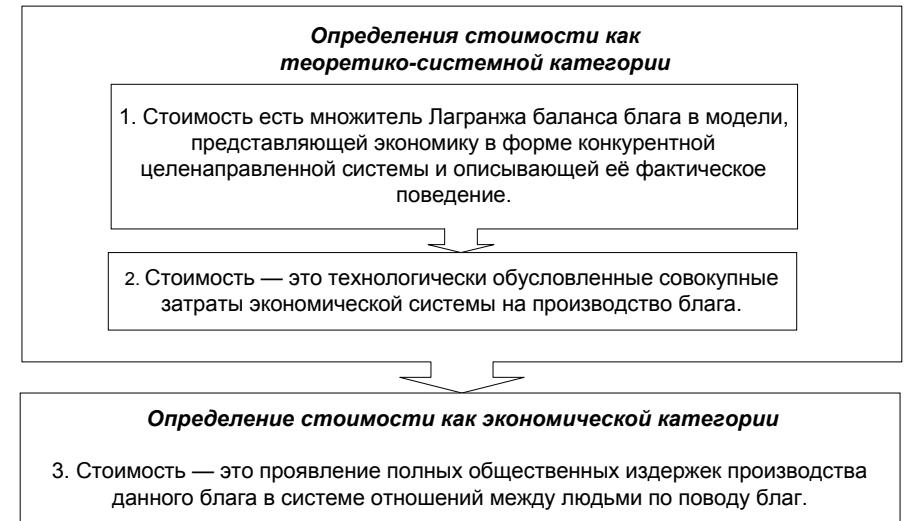 Определения стоимости как
теоретико-системной категории
1. Стоимость есть множитель Лагранжа баланса блага в модели,
представляющей экономику в форме конкурентной
целенаправленной системы и описывающей её фактическое
поведение.
2. Стоимость — это технологически обусловленные совокупные
затраты экономической системы на производство блага.
Определение стоимости как экономической категории
3. Стоимость — это проявление полных общественных издержек производства
данного блага в системе отношений между людьми по поводу благ.